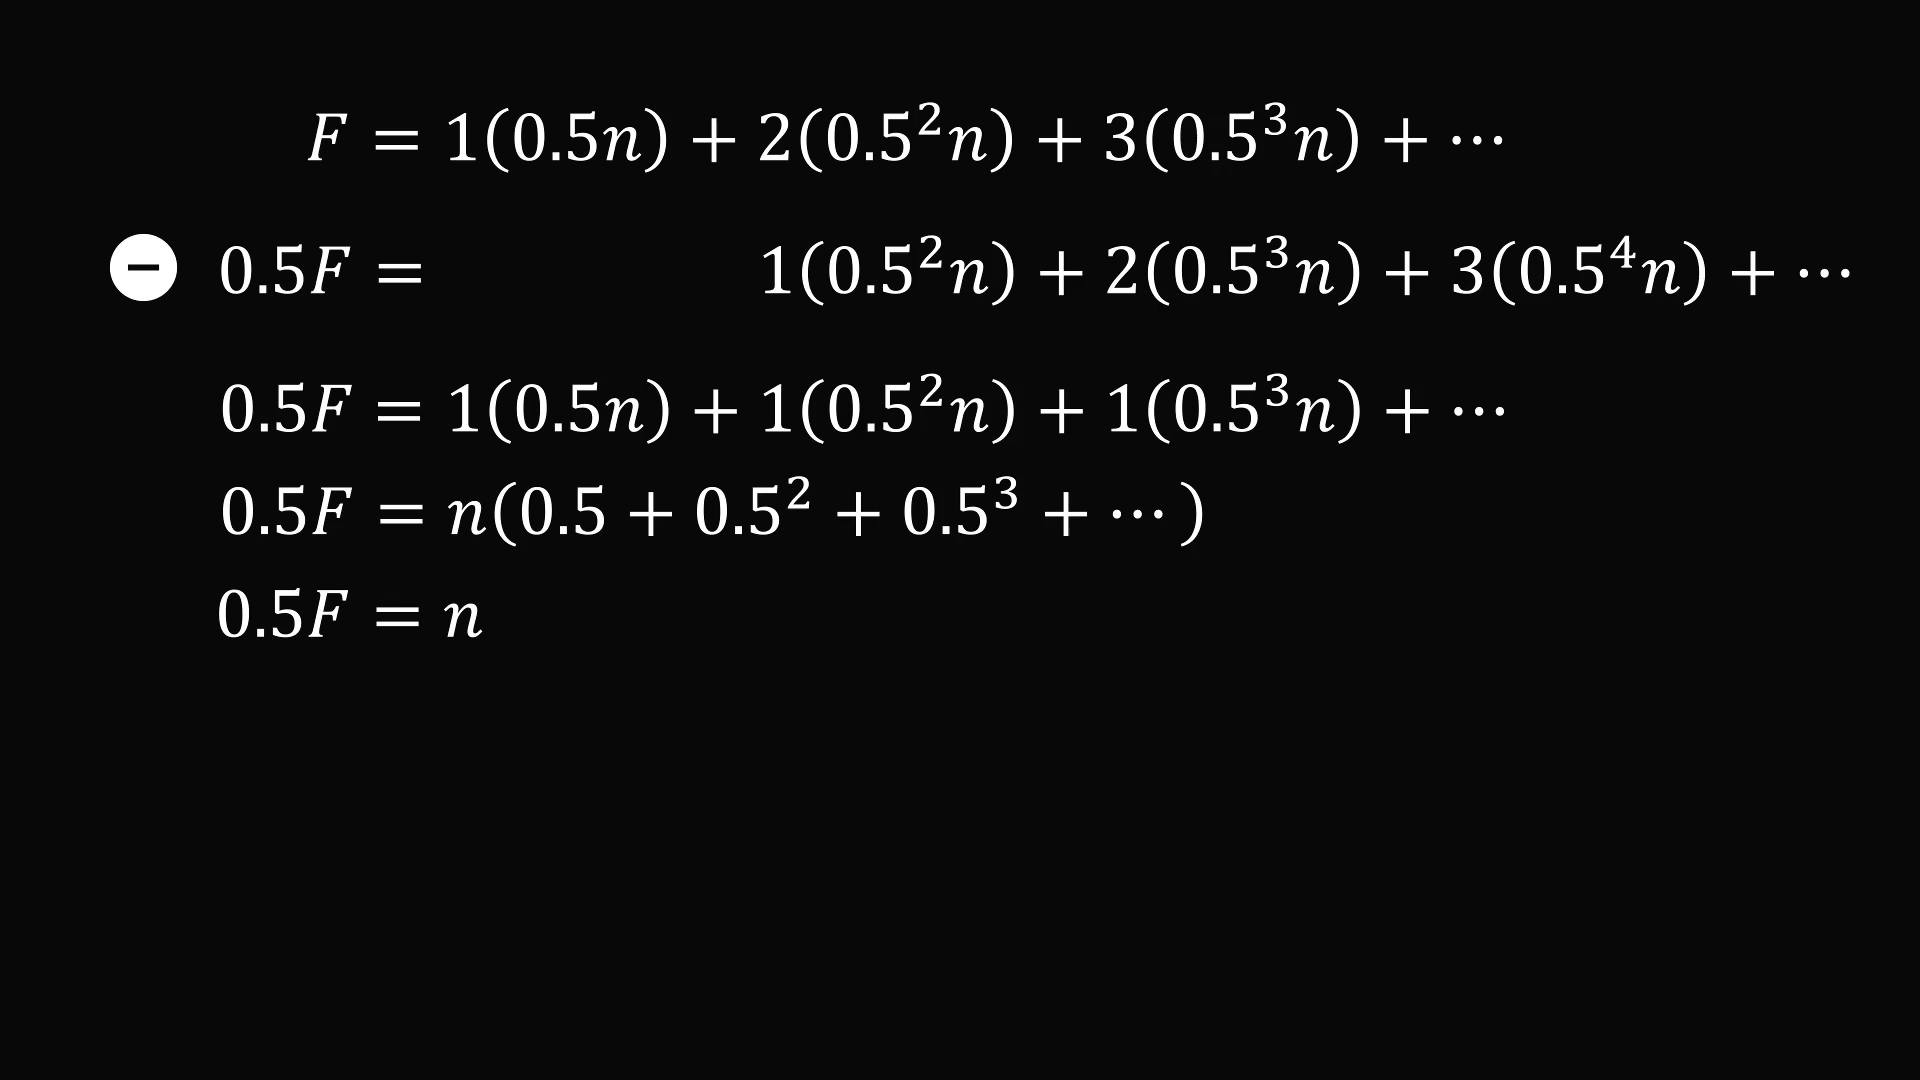 F = 1(0.5n) + 2(0.5²n) + 3(0.5³n) + ⋯
− 0.5F = 1(0.5²n) + 2(0.5³n) + 3(0.5⁴n) + ⋯
0.5F = 1(0.5n) + 1(0.5²n) + 1(0.5³n) + ⋯
0.5F = n(0.5 + 0.5² + 0.5³ + ⋯ )
0.5F = n